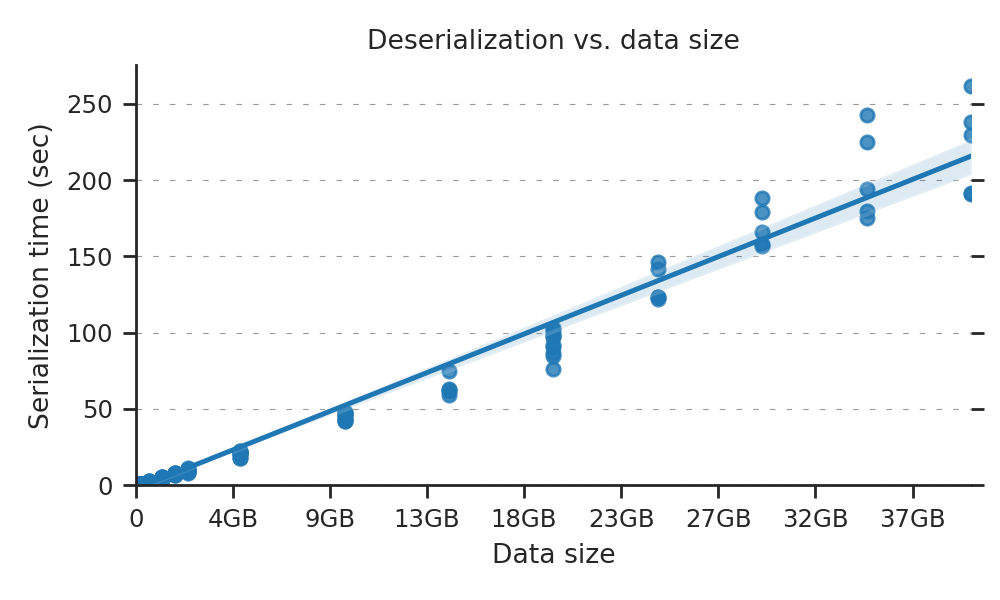 Deserialization vs. data size
Serialization time (sec)
250
200
150
100
50
0
0 4GB 9GB 13GB 18GB 23GB 27GB 32GB 37GB
Data size